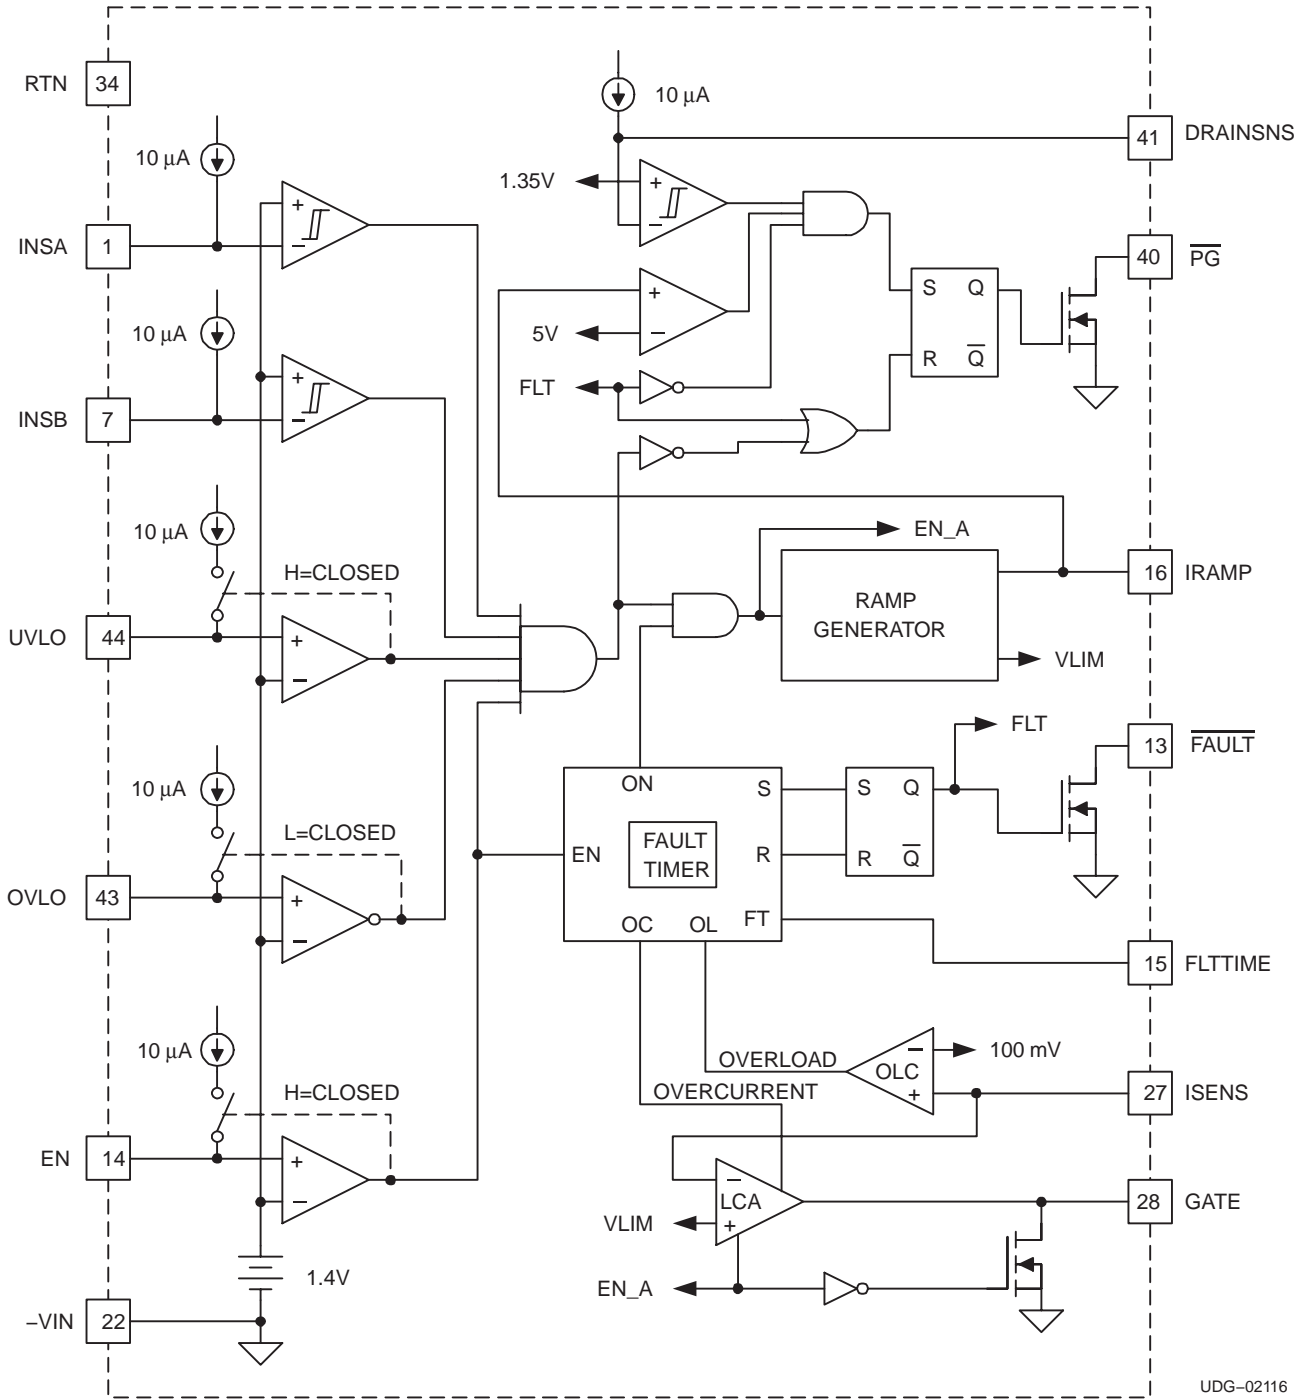 RTN 34
10 µA
INSA 1
+
−
10 µA
INSB 7
+
−
10 µA
H=CLOSED
UVLO 44
+
−
10 µA
L=CLOSED
OVLO 43
+
−
10 µA
H=CLOSED
EN 14
+
−
1.4V
−VIN 22
10 µA
41 DRAINSNS
1.35V
+
−
40 PG
+
5V
−
S Q
R Q
FLT
EN_A
RAMP
GENERATOR
16 IRAMP
VLIM
FLT
13 FAULT
ON
S
EN
FAULT
TIMER
R
OC OL FT
S Q
R Q
15 FLTTIME
OVERLOAD
−
OLC
+
100 mV
27 ISENS
OVERCURRENT
−
LCA
+
VLIM
28 GATE
EN_A
UDG−02116